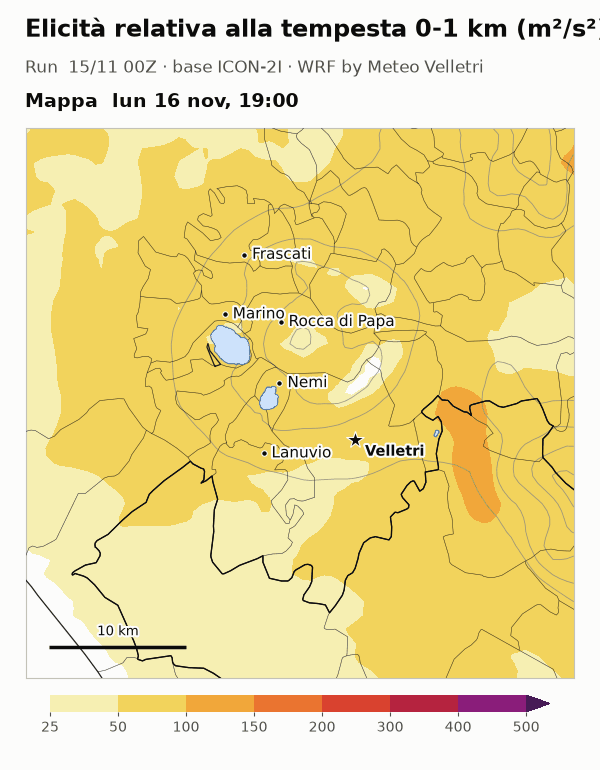 Elicità relativa alla tempesta 0-1 km (m²/s²)
Run 15/11 00Z · base ICON-2I · WRF by Meteo Velletri
Mappa lun 16 nov, 19:00
Frascati
Marino
Rocca di Papa
Nemi
Velletri
Lanuvio
10 km
25 50 100 150 200 300 400 500